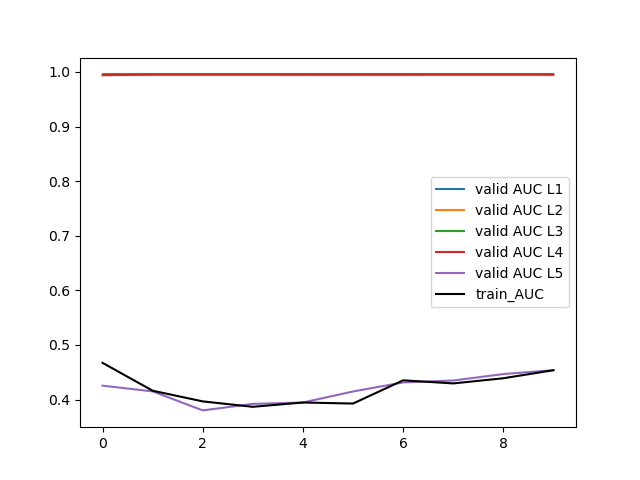 1.0
0.9
0.8
0.7
0.6
0.5
0.4
0 2 4 6 8
valid AUC L1
valid AUC L2
valid AUC L3
valid AUC L4
valid AUC L5
train_AUC